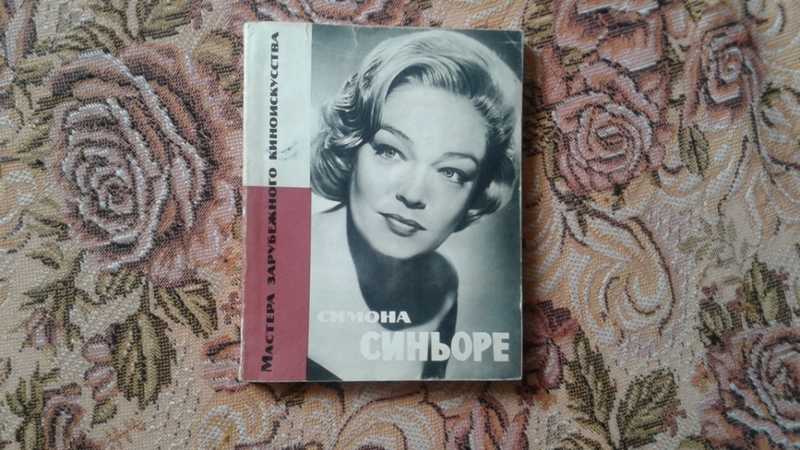 Мастера зарубежного киноискусства
СИМОНА
СИНЬОРЕ